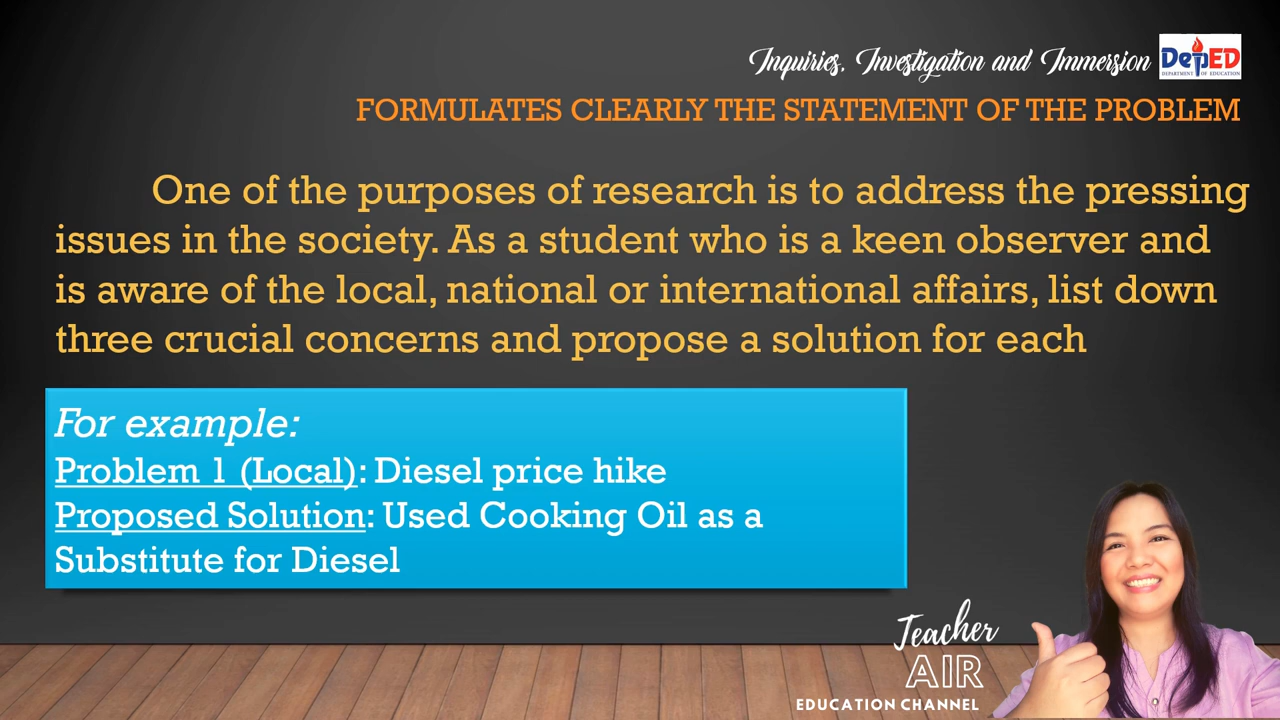 Inquiries, Investigation and Immersion
DepED
DEPARTMENT OF EDUCATION
FORMULATES CLEARLY THE STATEMENT OF THE PROBLEM
One of the purposes of research is to address the pressing
issues in the society. As a student who is a keen observer and
is aware of the local, national or international affairs, list down
three crucial concerns and propose a solution for each
For example:
Problem 1 (Local): Diesel price hike
Proposed Solution: Used Cooking Oil as a
Substitute for Diesel
Teacher
AIR
EDUCATION CHANNEL